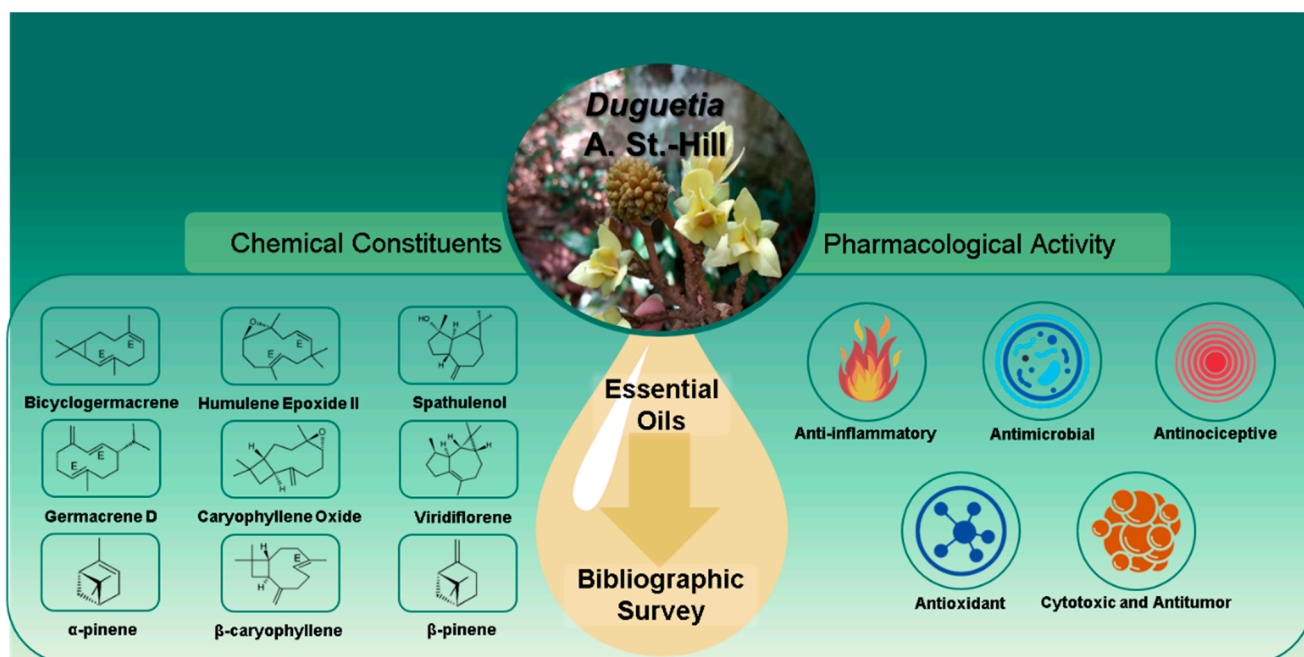 Duguetia
A. St.-Hill
Chemical Constituents
Pharmacological Activity
E
E
Bicyclogermacrene
O
E
E
Humulene Epoxide II
HO
H
H
Spathulenol
E
E
Germacrene D
H
O
H
Caryophyllene Oxide
H
H
Viridiflorene
α-pinene
H
E
H
β-caryophyllene
β-pinene
Essential
Oils
Bibliographic
Survey
Anti-inflammatory
Antimicrobial
Antinociceptive
Antioxidant
Cytotoxic and Antitumor